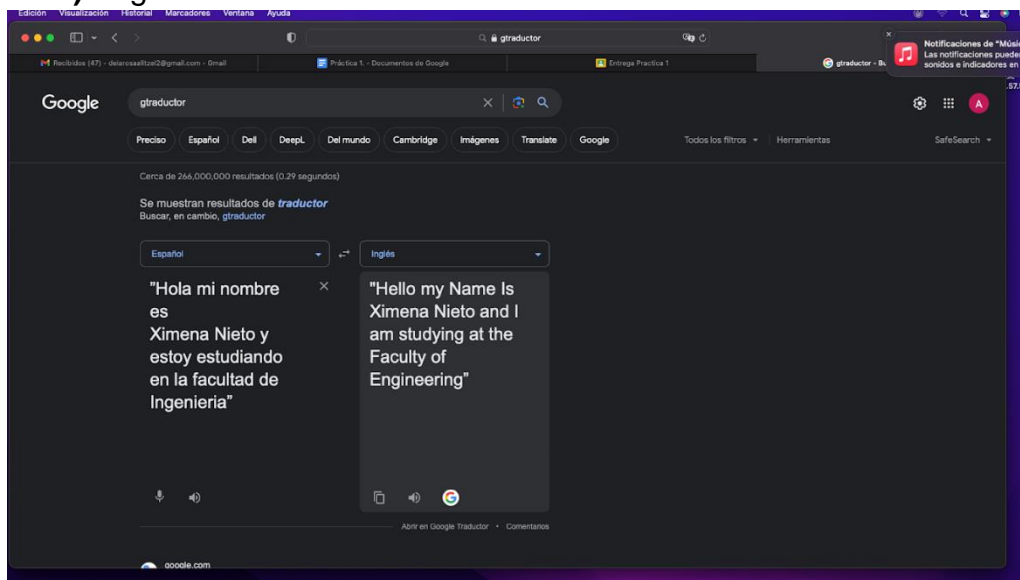 Edición Visualización Historial Marcadores Ventana Ayuda
gtraductor
Notificaciones de "Músi
Las notificaciones puede
sonidos e indicadores en
Recibidos (47) - delarosaalitzel2@gmail.com - Gmail
Práctica 1. - Documentos de Google
Entrega Practica 1
gtraductor - Bu
Google
gtraductor
A
Preciso Español Dell DeepL Del mundo Cambridge Imágenes Translate Google Todos los filtros Herramientas SafeSearch
Cerca de 266,000,000 resultados (0.29 segundos)
Se muestran resultados de traductor
Buscar, en cambio, gtraductor
Español Inglés
"Hola mi nombre
es
Ximena Nieto y
estoy estudiando
en la facultad de
Ingenieria"
"Hello my Name Is
Ximena Nieto and I
am studying at the
Faculty of
Engineering"
Abrir en Google Traductor • Comentarios
google.com